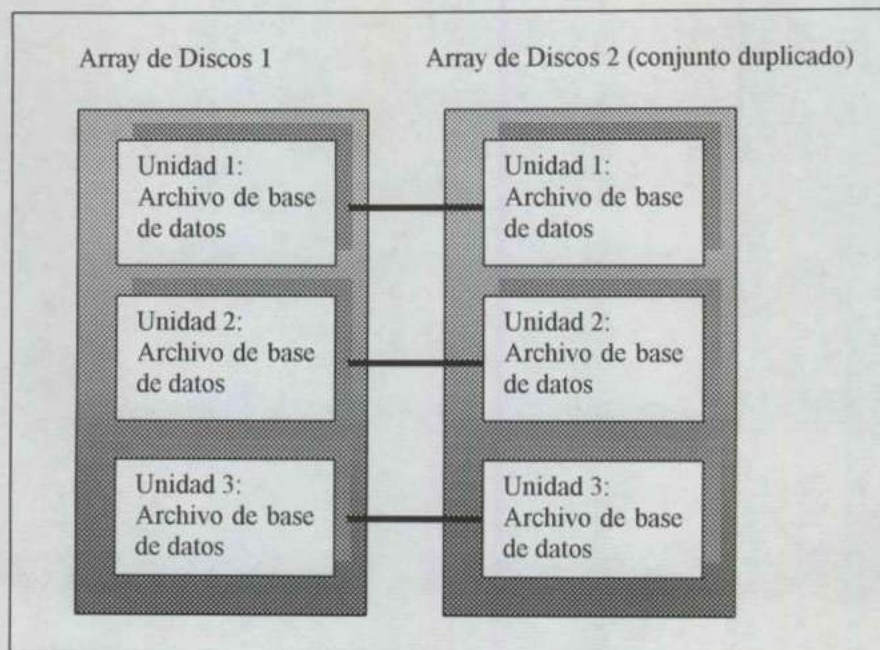 Array de Discos 1
Array de Discos 2 (conjunto duplicado)
Unidad 1:
Archivo de base
de datos
Unidad 1:
Archivo de base
de datos
Unidad 2:
Archivo de base
de datos
Unidad 2:
Archivo de base
de datos
Unidad 3:
Archivo de base
de datos
Unidad 3:
Archivo de base
de datos